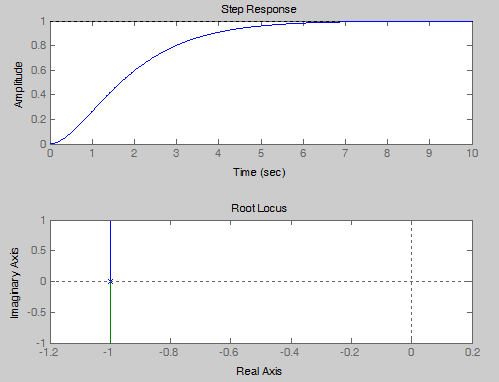 Step Response
1
0.8
0.6
0.4
0.2
0
Amplitude
0 1 2 3 4 5 6 7 8 9 10
Time (sec)
Root Locus
1
0.5
0
-0.5
-1
Imaginary Axis
-1.2 -1 -0.8 -0.6 -0.4 -0.2 0 0.2
Real Axis